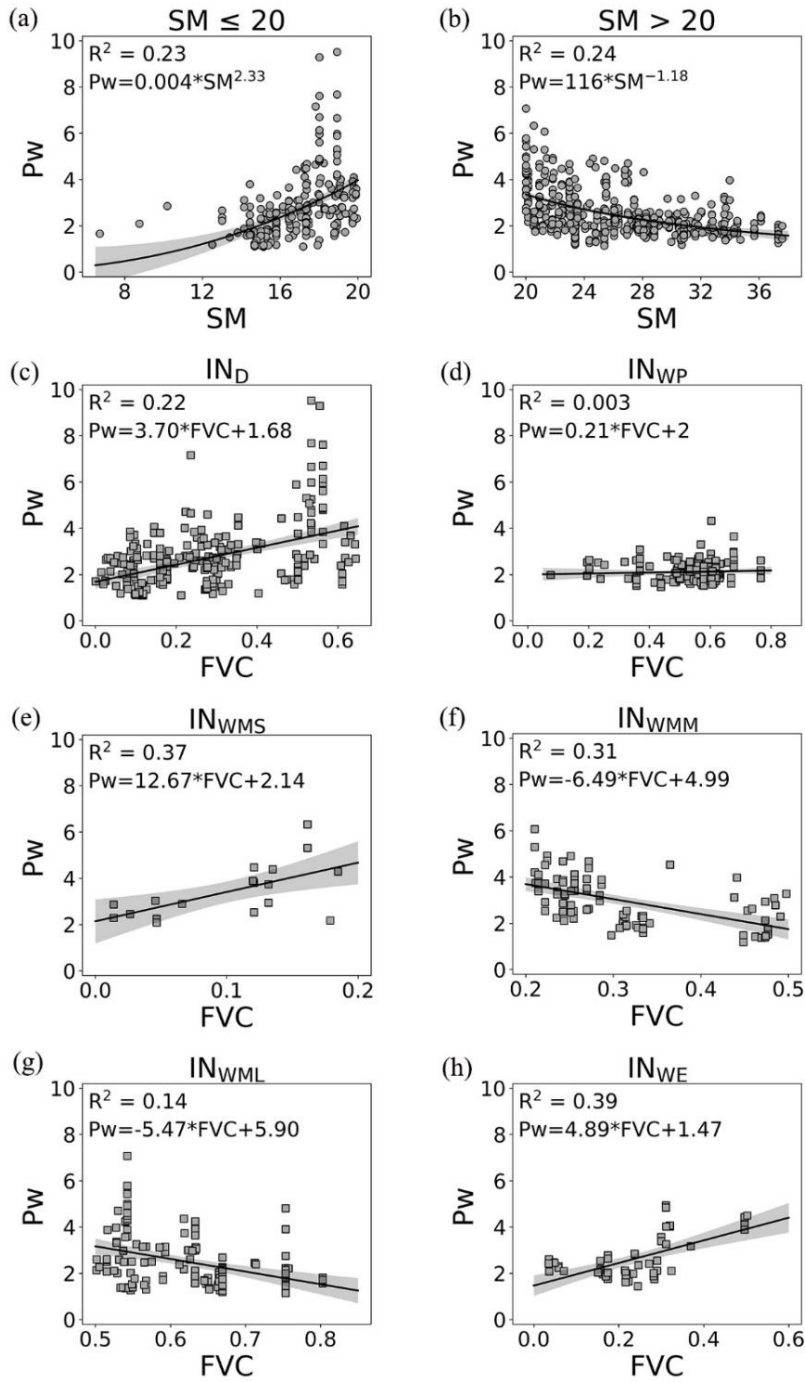 (a) SM ≤ 20
R² = 0.23
Pw=0.004*SM^2.33
10
8
6
4
2
0
Pw
8 12 16 20
SM
(b) SM > 20
R² = 0.24
Pw=116*SM^−1.18
10
8
6
4
2
0
Pw
20 24 28 32 36
SM
(c) IN_D
R² = 0.22
Pw=3.70*FVC+1.68
10
8
6
4
2
0
Pw
0.0 0.2 0.4 0.6
FVC
(d) IN_WP
R² = 0.003
Pw=0.21*FVC+2
10
8
6
4
2
0
Pw
0.0 0.2 0.4 0.6 0.8
FVC
(e) IN_WMS
R² = 0.37
Pw=12.67*FVC+2.14
10
8
6
4
2
0
Pw
0.0 0.1 0.2
FVC
(f) IN_WMM
R² = 0.31
Pw=-6.49*FVC+4.99
10
8
6
4
2
0
Pw
0.2 0.3 0.4 0.5
FVC
(g) IN_WML
R² = 0.14
Pw=-5.47*FVC+5.90
10
8
6
4
2
0
Pw
0.5 0.6 0.7 0.8
FVC
(h) IN_WE
R² = 0.39
Pw=4.89*FVC+1.47
10
8
6
4
2
0
Pw
0.0 0.2 0.4 0.6
FVC